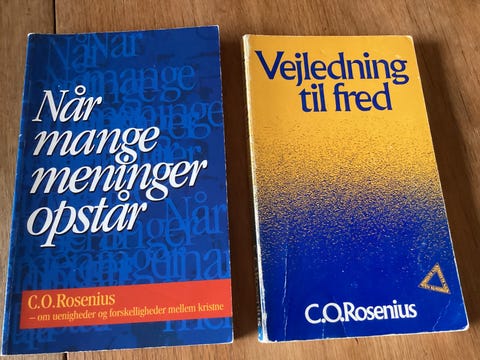 Når
mange
meninger
opstår
C.O.Rosenius
– om uenigheder og forskelligheder mellem kristne
Vejledning
til fred
C.O.Rosenius